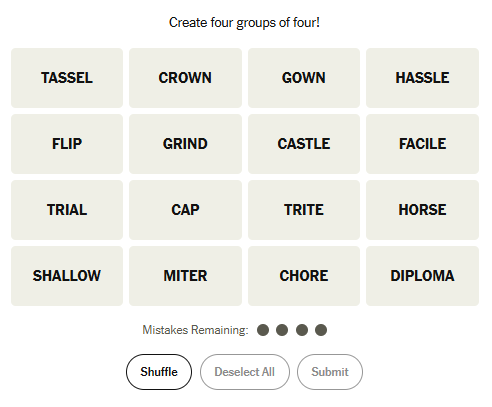 Create four groups of four!
TASSEL CROWN GOWN HASSLE
FLIP GRIND CASTLE FACILE
TRIAL CAP TRITE HORSE
SHALLOW MITER CHORE DIPLOMA
Mistakes Remaining:
Shuffle Deselect All Submit